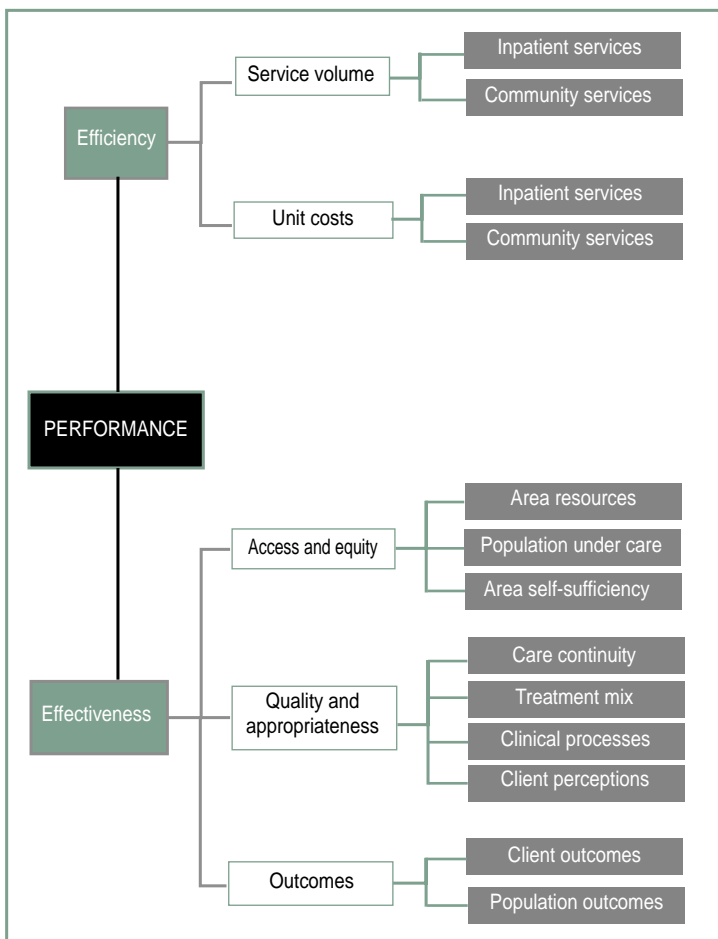 Inpatient services
Service volume
Community services
Efficiency
Inpatient services
Unit costs
Community services
PERFORMANCE
Area resources
Access and equity
Population under care
Area self-sufficiency
Care continuity
Treatment mix
Effectiveness
Quality and
appropriateness
Clinical processes
Client perceptions
Client outcomes
Outcomes
Population outcomes